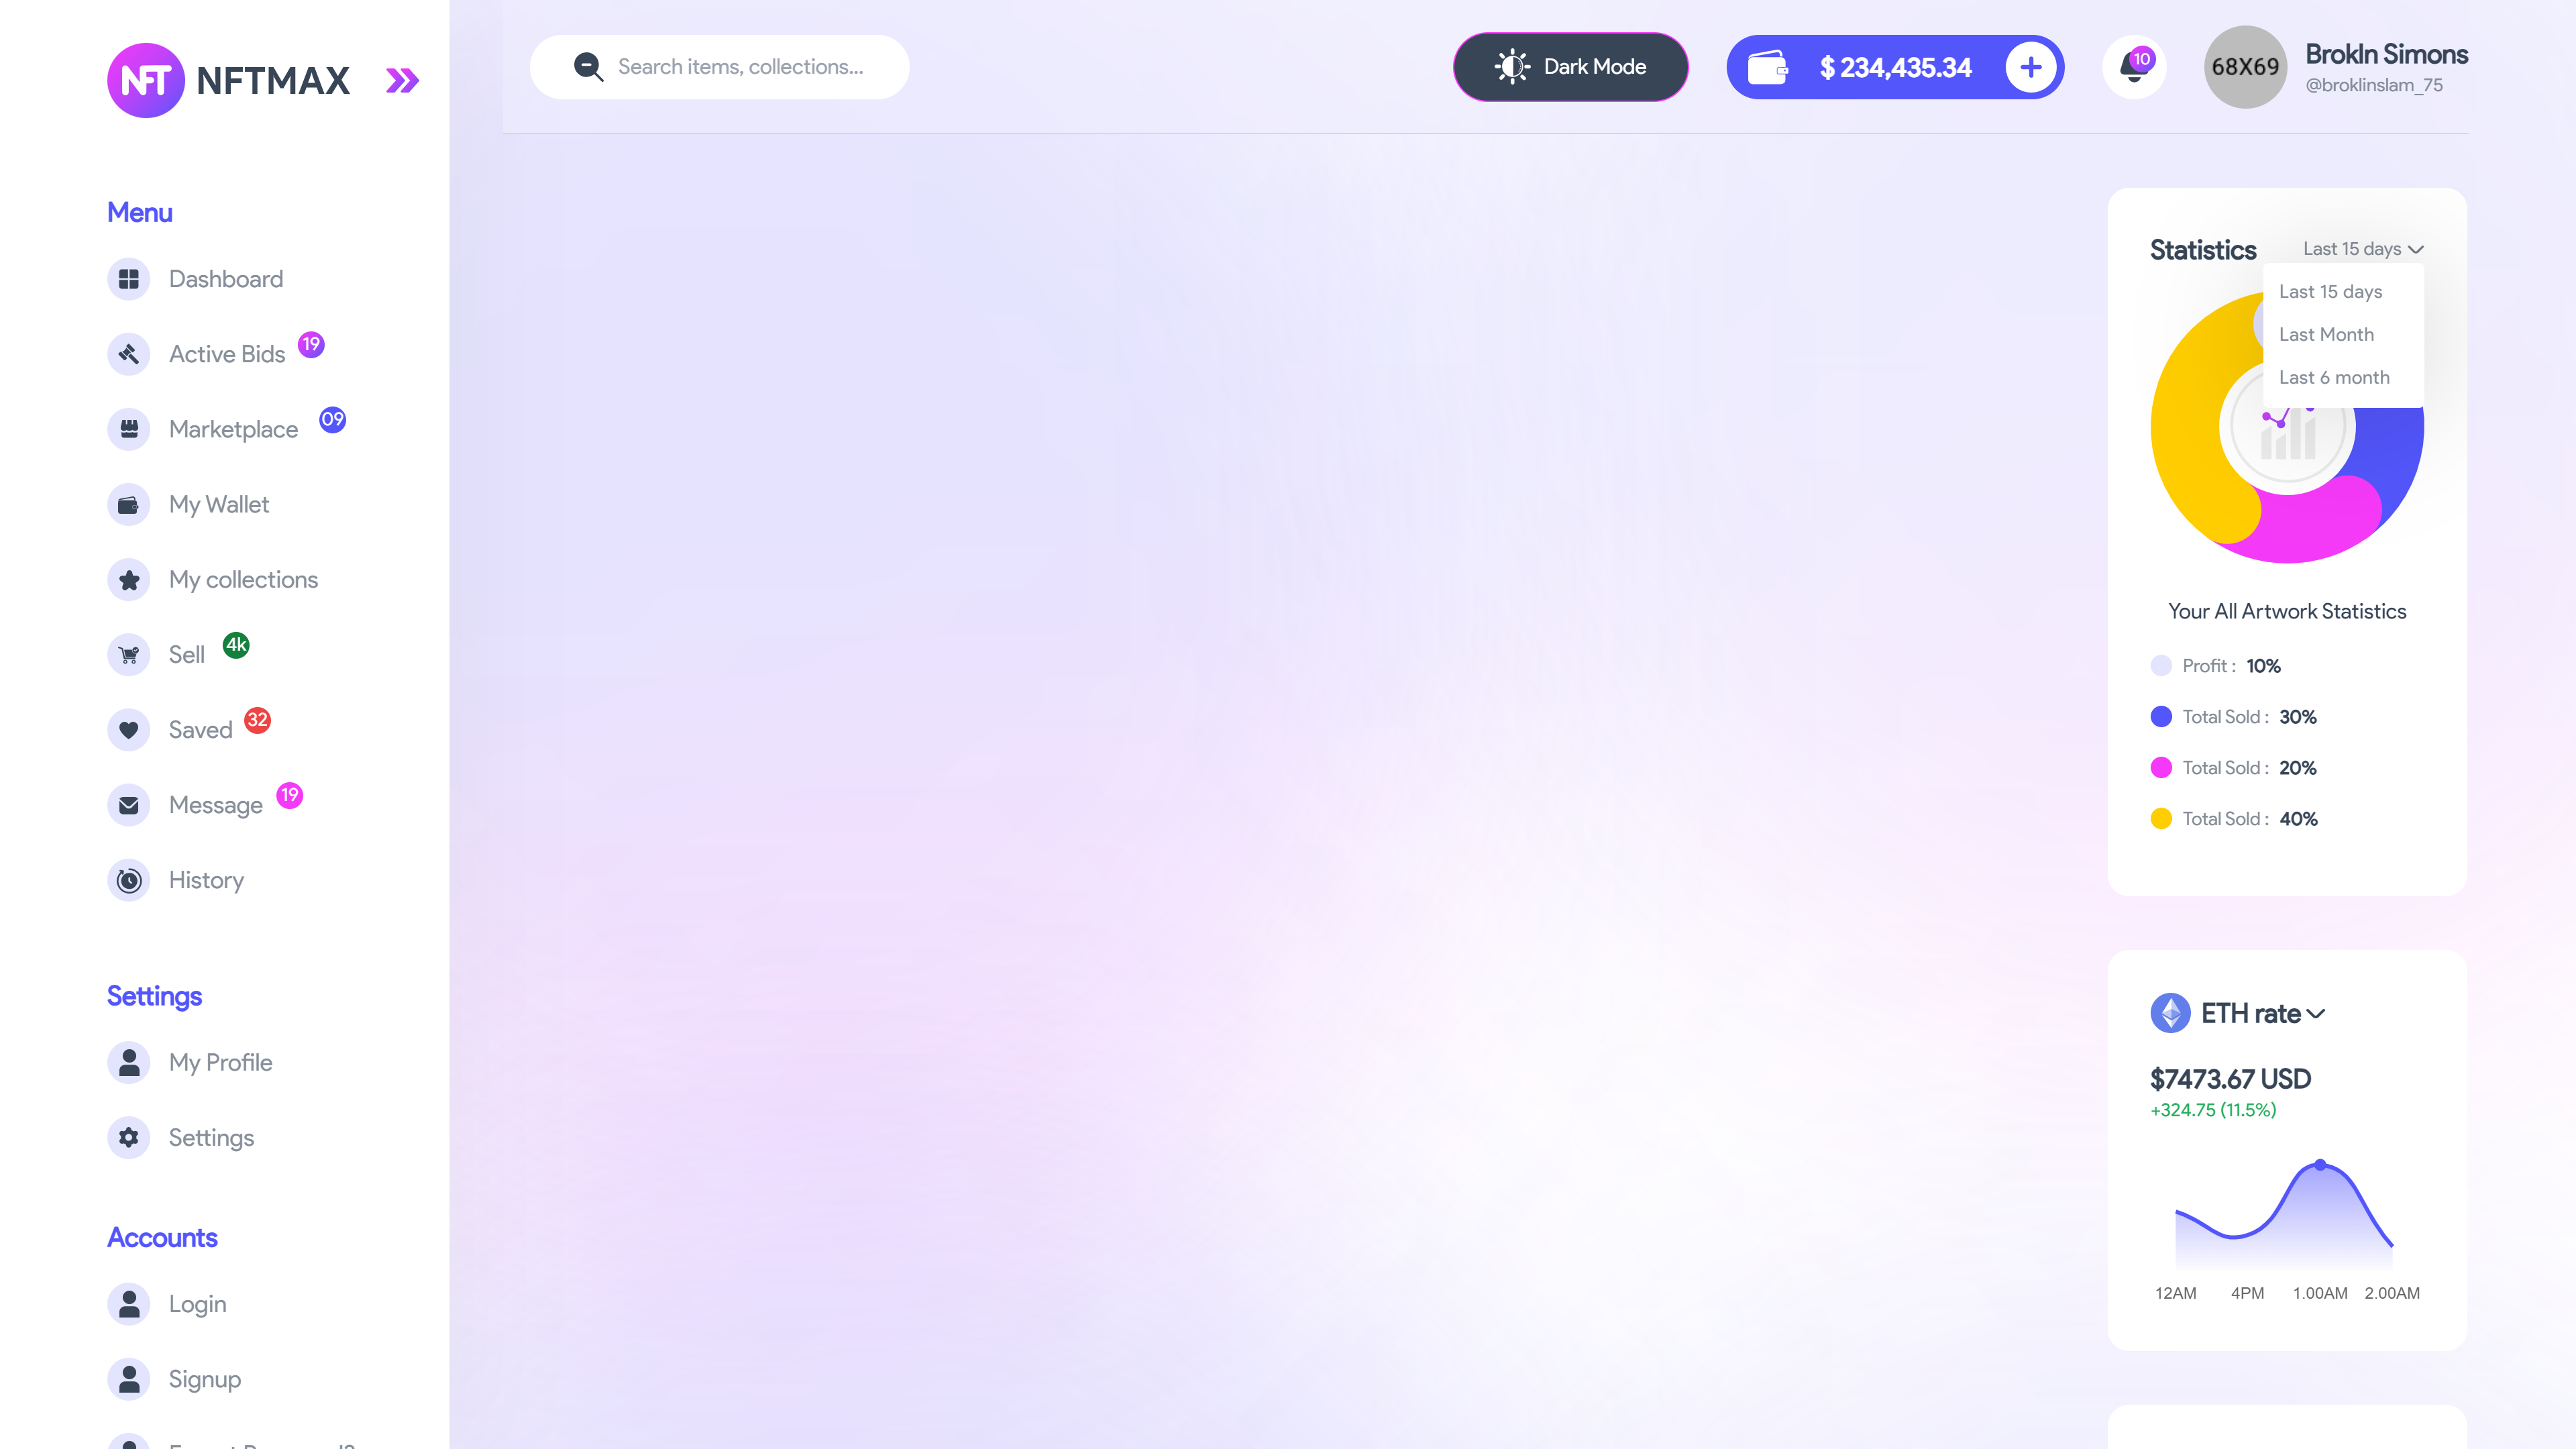 NFT NFTMAX
Search items, collections...
Dark Mode
$ 234,435.34
10
68X69
Brokln Simons
@broklinslam_75
Menu
Dashboard
Active Bids 19
Marketplace 09
My Wallet
My collections
Sell 4k
Saved 32
Message 19
History
Settings
My Profile
Settings
Accounts
Login
Signup
Statistics
Last 15 days
Last 15 days
Last Month
Last 6 month
Your All Artwork Statistics
Profit : 10%
Total Sold : 30%
Total Sold : 20%
Total Sold : 40%
ETH rate
$7473.67 USD
+324.75 (11.5%)
12AM 4PM 1.00AM 2.00AM